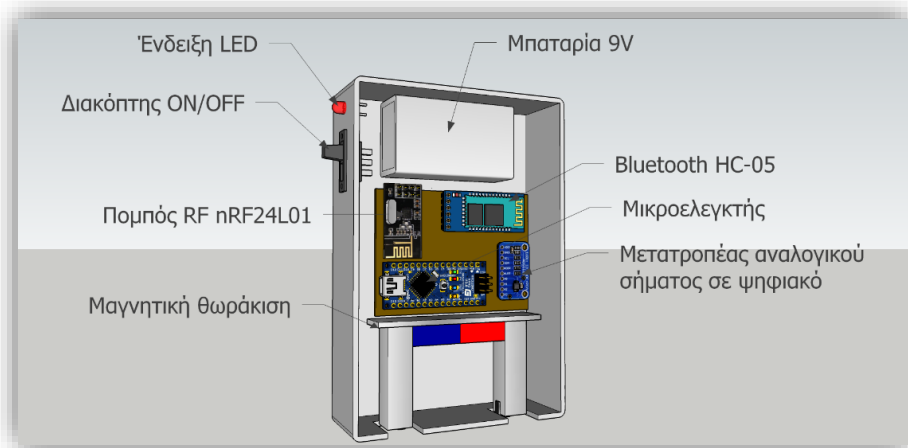 Ένδειξη LED
Μπαταρία 9V
Διακόπτης ON/OFF
Bluetooth HC-05
Πομπός RF nRF24L01
Μικροελεγκτής
Μετατροπέας αναλογικού
σήματος σε ψηφιακό
Μαγνητική θωράκιση